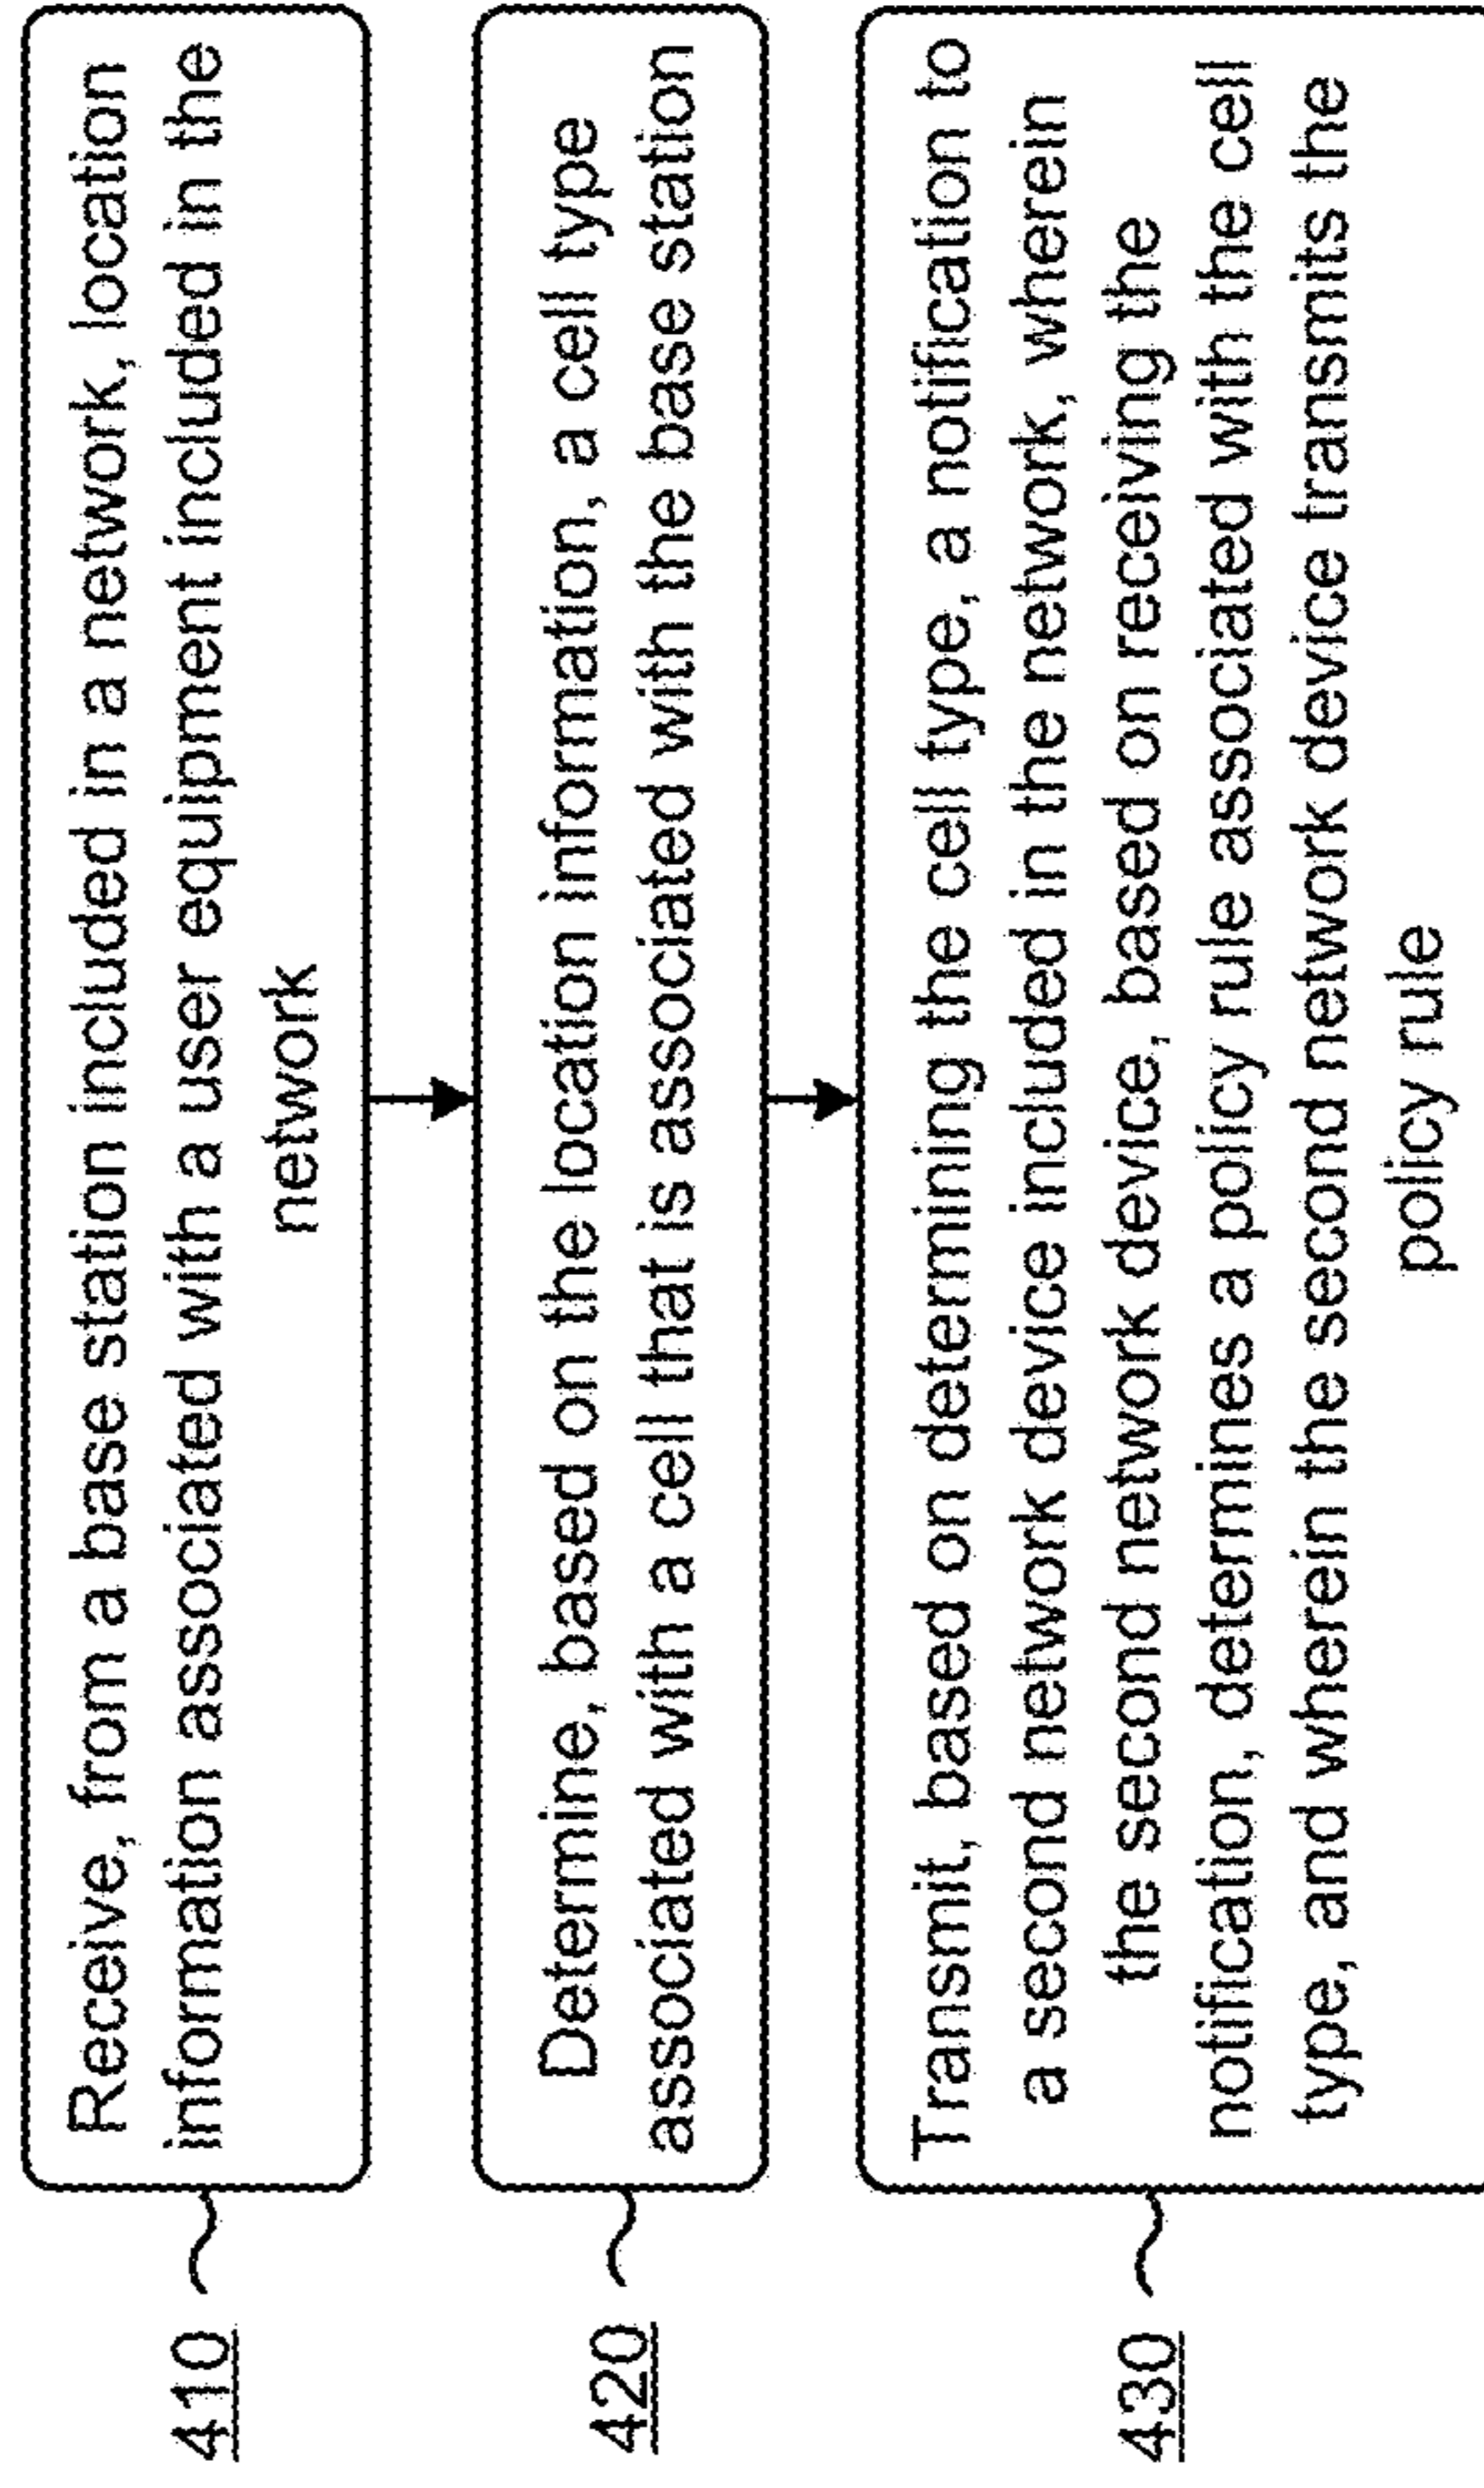 410
Receive, from a base station included in a network, location
information associated with a user equipment included in the
network
420
Determine, based on the location information, a cell type
associated with a cell that is associated with the base station
430
Transmit, based on determining the cell type, a notification to
a second network device included in the network, wherein
the second network device, based on receiving the
notification, determines a policy rule associated with the cell
type, and wherein the second network device transmits the
policy rule